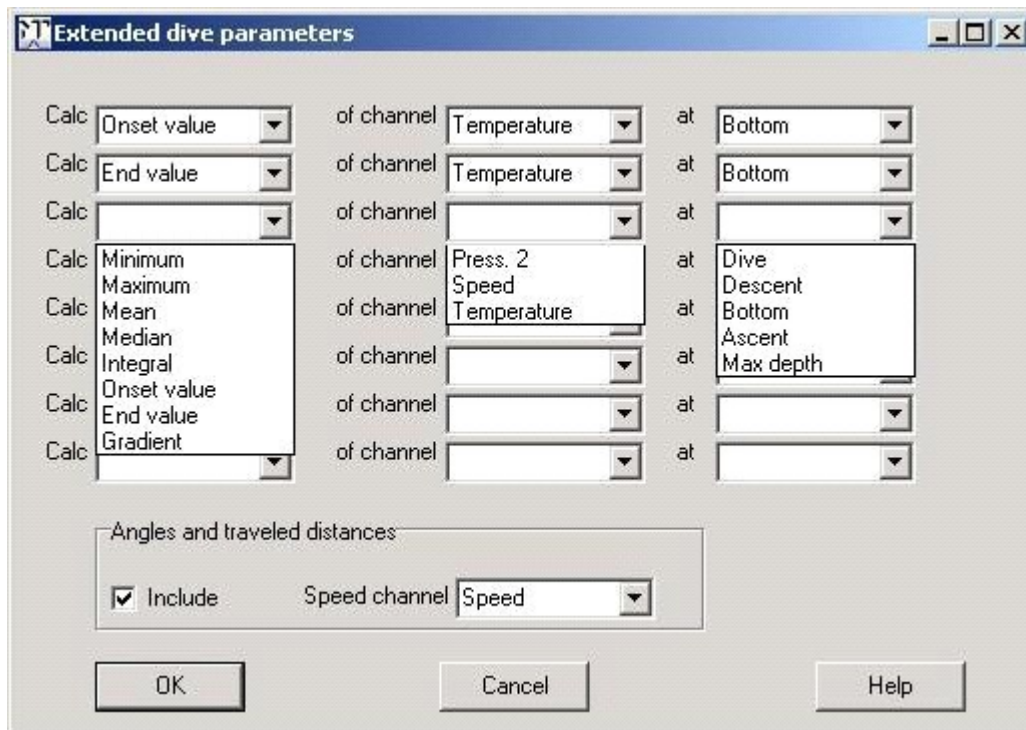 Extended dive parameters
Calc Onset value of channel Temperature at Bottom
Calc End value of channel Temperature at Bottom
Calc of channel at
Calc Minimum of channel Press. 2 at Dive
Maximum Speed Descent
Calc Mean of channel Temperature at Bottom
Median Ascent
Calc Integral of channel at Max depth
Onset value
Calc End value of channel at
Gradient
Calc of channel at
Angles and traveled distances
Include Speed channel Speed
OK Cancel Help